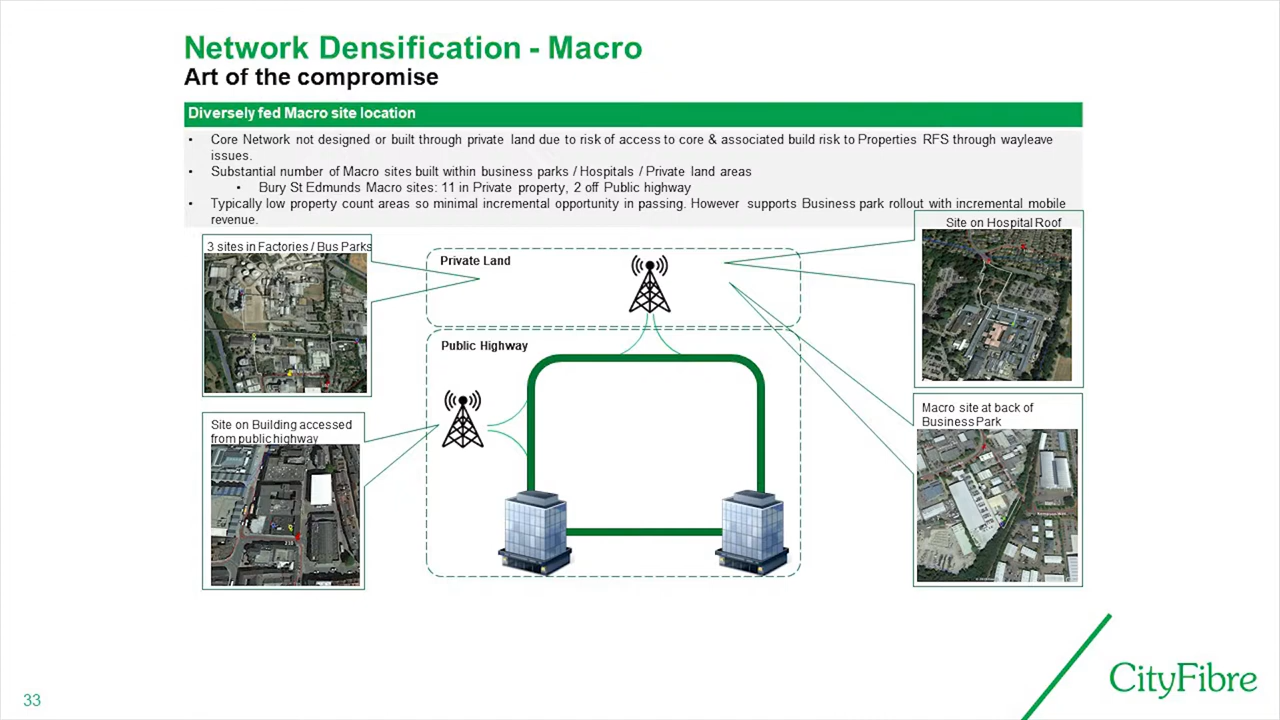 Network Densification - Macro
Art of the compromise
Diversely fed Macro site location
• Core Network not designed or built through private land due to risk of access to core & associated build risk to Properties RFS through wayleave
issues.
• Substantial number of Macro sites built within business parks / Hospitals / Private land areas
• Bury St Edmunds Macro sites: 11 in Private property, 2 off Public highway
• Typically low property count areas so minimal incremental opportunity in passing. However supports Business park rollout with incremental mobile
revenue.
3 sites in Factories / Bus Parks
Private Land
Site on Hospital Roof
Public Highway
Site on Building accessed
from public highway
Macro site at back of
Business Park
CityFibre
33